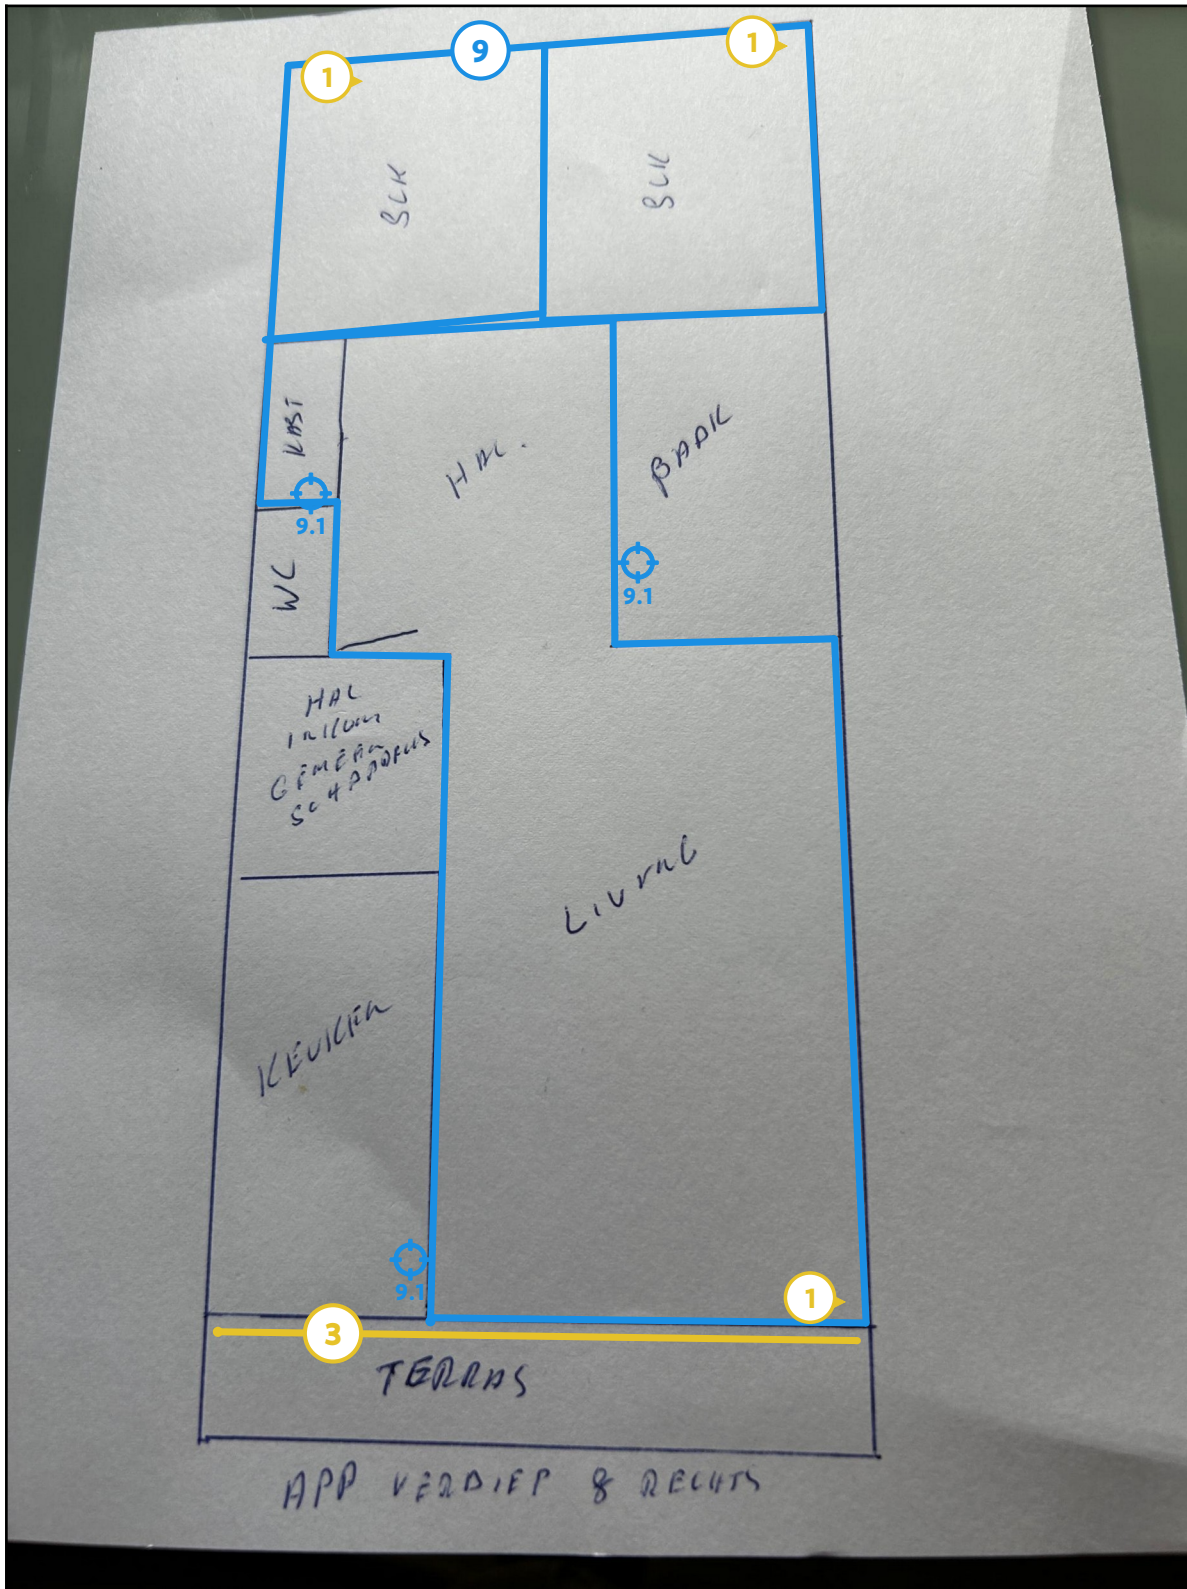 1
9
1
SLK
SLK
KAST
HAL.
BADK
9.1
WC
9.1
HAL
INKOM
GEMEEN
LIVING
KEUKEN
9.1
1
3
TERRAS
APP VERDIEP 8 RECHTS